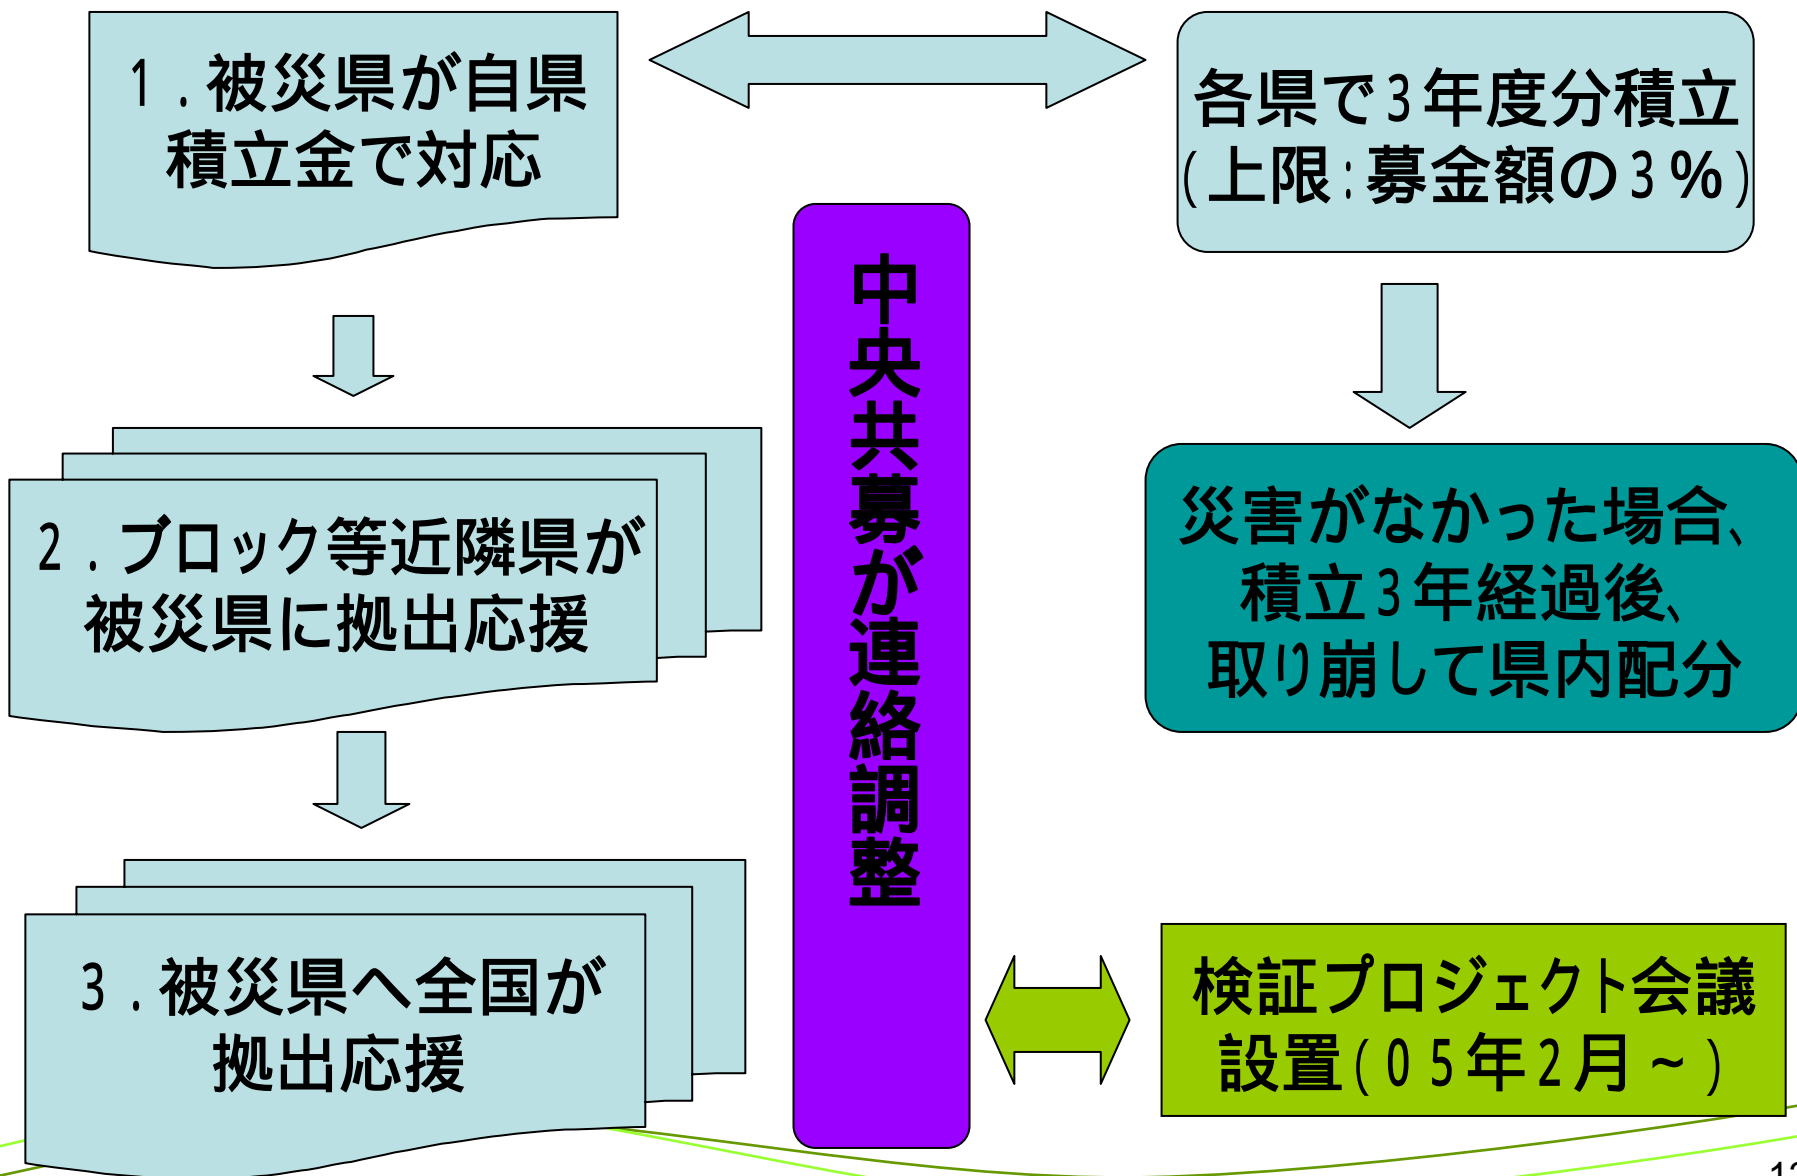 1．被災県が自県
積立金で対応
各県で3年度分積立
(上限:募金額の3%)
中央共募が連絡調整
2．ブロック等近隣県が
被災県に拠出応援
災害がなかった場合、
積立3年経過後、
取り崩して県内配分
3．被災県へ全国が
拠出応援
検証プロジェクト会議
設置(05年2月~)